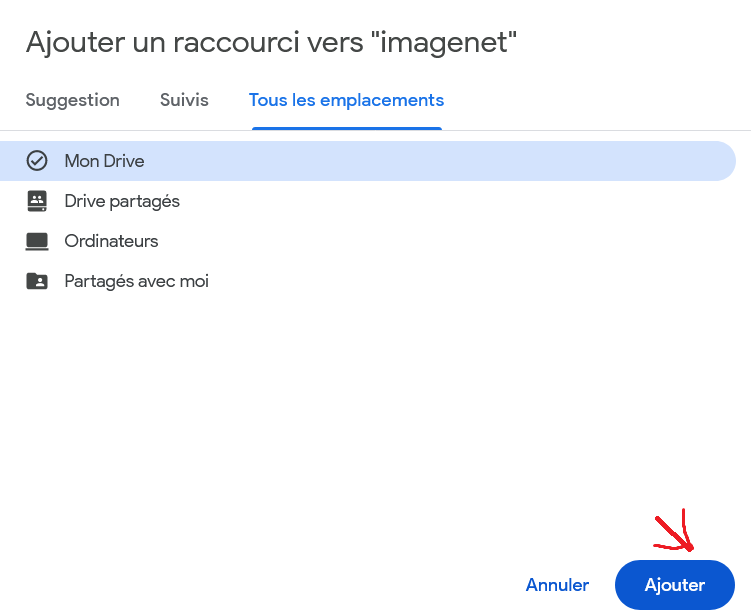 Ajouter un raccourci vers "imagenet"
Suggestion Suivis Tous les emplacements
Mon Drive
Drive partagés
Ordinateurs
Partagés avec moi
Annuler Ajouter